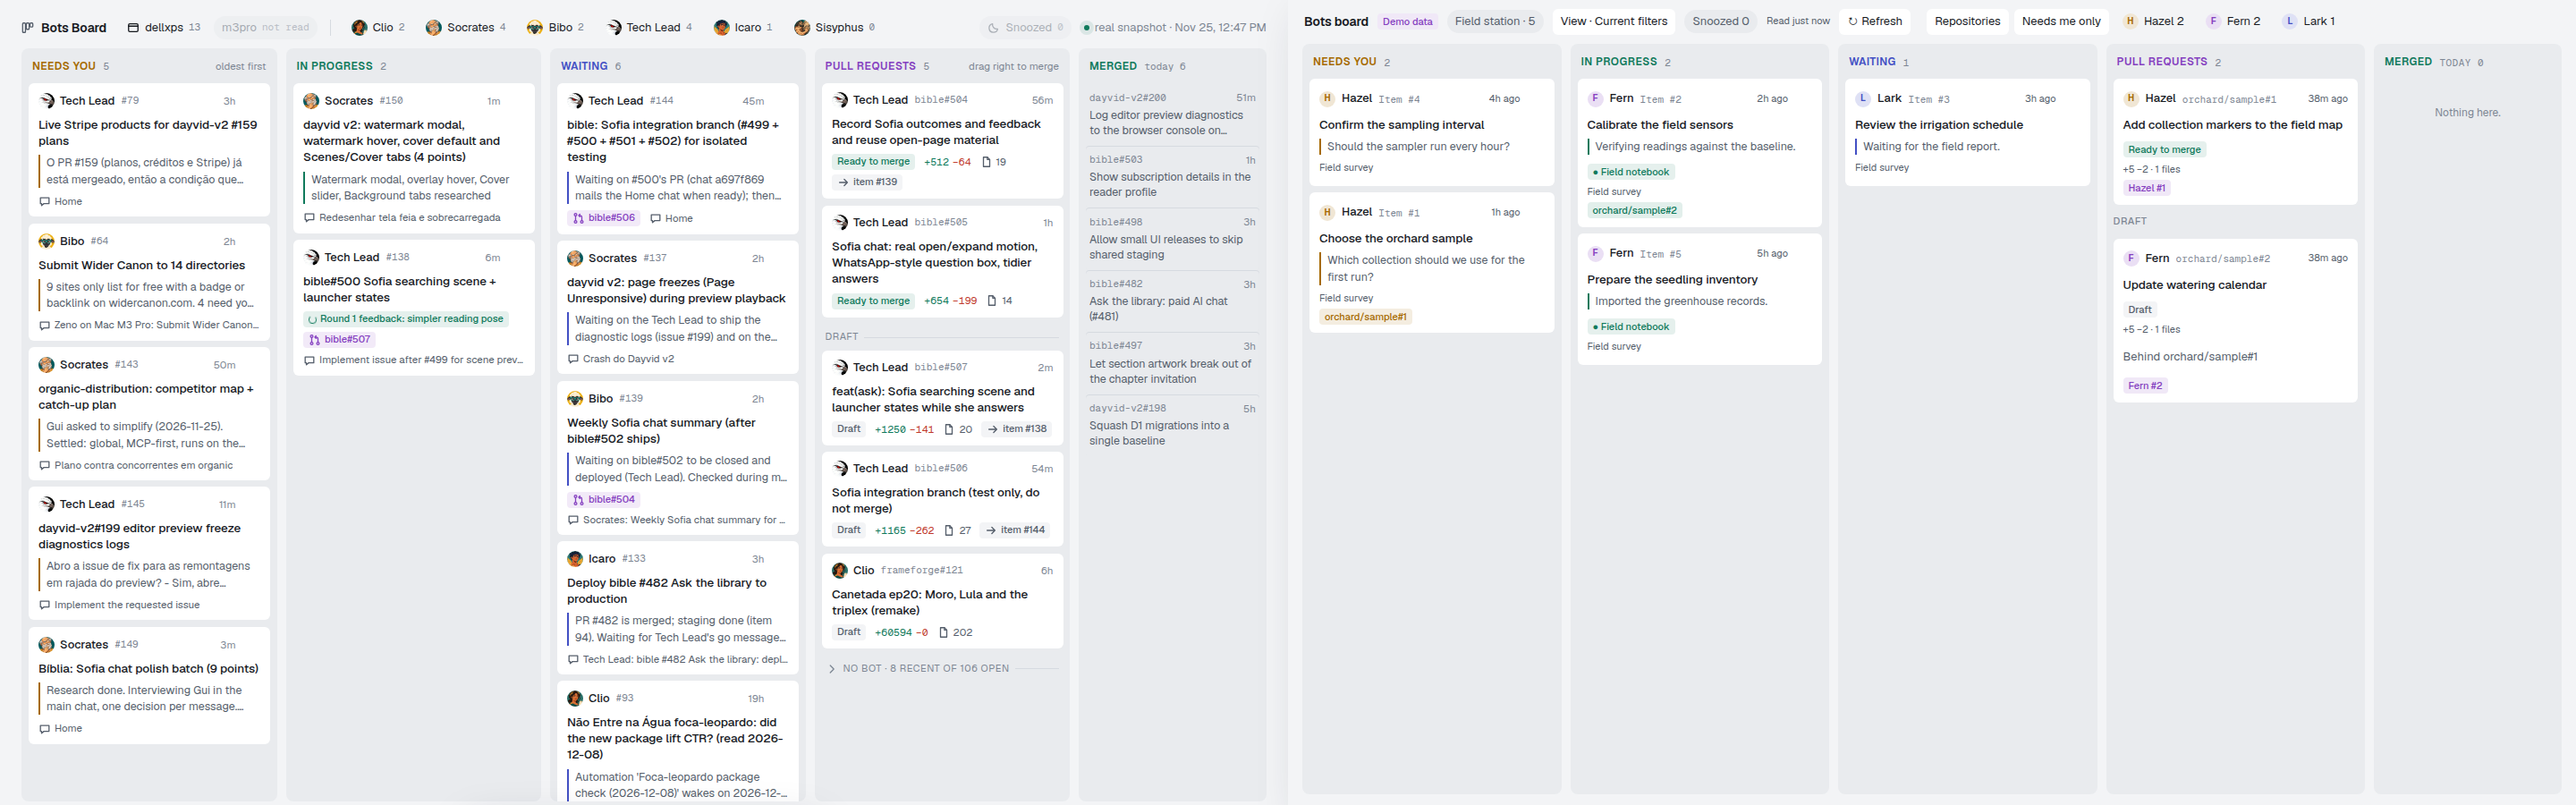 Bots Board
dellxps 13
m3pro not read
Clio 2
Socrates 4
Bibo 2
Tech Lead 4
Icaro 1
Sisyphus 0
Snoozed 0
real snapshot · Nov 25, 12:47 PM
NEEDS YOU 5
oldest first
Tech Lead #79 3h
Live Stripe products for dayvid-v2 #159
plans
O PR #159 (planos, créditos e Stripe) já
está mergeado, então a condição que...
Home
Bibo #64 2h
Submit Wider Canon to 14 directories
9 sites only list for free with a badge or
backlink on widercanon.com. 4 need yo...
Zeno on Mac M3 Pro: Submit Wider Canon...
Socrates #143 50m
organic-distribution: competitor map +
catch-up plan
Gui asked to simplify (2026-11-25).
Settled: global, MCP-first, runs on the...
Plano contra concorrentes em organic
Tech Lead #145 11m
dayvid-v2#199 editor preview freeze
diagnostics logs
Abro a issue de fix para as remontagens
em rajada do preview? - Sim, abre...
Implement the requested issue
Socrates #149 3m
Bíblia: Sofia chat polish batch (9 points)
Research done. Interviewing Gui in the
main chat, one decision per message....
Home
IN PROGRESS 2
Socrates #150 1m
dayvid v2: watermark modal,
watermark hover, cover default and
Scenes/Cover tabs (4 points)
Watermark modal, overlay hover, Cover
slider, Background tabs researched
Redesenhar tela feia e sobrecarregada
Tech Lead #138 6m
bible#500 Sofia searching scene +
launcher states
Round 1 feedback: simpler reading pose
bible#507
Implement issue after #499 for scene prev...
WAITING 6
Tech Lead #144 45m
bible: Sofia integration branch (#499 +
#500 + #501 + #502) for isolated
testing
Waiting on #500's PR (chat a697f869
mails the Home chat when ready); then...
bible#506 Home
Socrates #137 2h
dayvid v2: page freezes (Page
Unresponsive) during preview playback
Waiting on the Tech Lead to ship the
diagnostic logs (issue #199) and on the...
Crash do Dayvid v2
Bibo #139 2h
Weekly Sofia chat summary (after
bible#502 ships)
Waiting on bible#502 to be closed and
deployed (Tech Lead). Checked during m...
bible#504
Socrates: Weekly Sofia chat summary for ...
Icaro #133 3h
Deploy bible #482 Ask the library to
production
PR #482 is merged; staging done (item
94). Waiting for Tech Lead's go message...
Tech Lead: bible #482 Ask the library: depl...
Clio #93 19h
Não Entre na Água foca-leopardo: did
the new package lift CTR? (read 2026-
12-08)
Automation 'Foca-leopardo package
check (2026-12-08)' wakes on 2026-12-...
PULL REQUESTS 5
drag right to merge
Tech Lead bible#504 56m
Record Sofia outcomes and feedback
and reuse open-page material
Ready to merge +512 −64 19
→ item #139
Tech Lead bible#505 1h
Sofia chat: real open/expand motion,
WhatsApp-style question box, tidier
answers
Ready to merge +654 −199 14
DRAFT
Tech Lead bible#507 2m
feat(ask): Sofia searching scene and
launcher states while she answers
Draft +1250 −141 20 → item #138
Tech Lead bible#506 54m
Sofia integration branch (test only, do
not merge)
Draft +1165 −262 27 → item #144
Clio frameforge#121 6h
Canetada ep20: Moro, Lula and the
triplex (remake)
Draft +60594 −0 202
NO BOT · 8 RECENT OF 106 OPEN
MERGED today 6
dayvid-v2#200 51m
Log editor preview diagnostics
to the browser console on...
bible#503 1h
Show subscription details in the
reader profile
bible#498 3h
Allow small UI releases to skip
shared staging
bible#482 3h
Ask the library: paid AI chat
(#481)
bible#497 3h
Let section artwork break out of
the chapter invitation
dayvid-v2#198 5h
Squash D1 migrations into a
single baseline
Bots board
Demo data
Field station · 5
View · Current filters
Snoozed 0
Read just now
Refresh
Repositories
Needs me only
H Hazel 2
F Fern 2
L Lark 1
NEEDS YOU 2
H Hazel Item #4 4h ago
Confirm the sampling interval
Should the sampler run every hour?
Field survey
H Hazel Item #1 1h ago
Choose the orchard sample
Which collection should we use for the
first run?
Field survey
orchard/sample#1
IN PROGRESS 2
F Fern Item #2 2h ago
Calibrate the field sensors
Verifying readings against the baseline.
• Field notebook
Field survey
orchard/sample#2
F Fern Item #5 5h ago
Prepare the seedling inventory
Imported the greenhouse records.
• Field notebook
Field survey
WAITING 1
L Lark Item #3 3h ago
Review the irrigation schedule
Waiting for the field report.
Field survey
PULL REQUESTS 2
H Hazel orchard/sample#1 38m ago
Add collection markers to the field map
Ready to merge
+5 −2 · 1 files
Hazel #1
DRAFT
F Fern orchard/sample#2 38m ago
Update watering calendar
Draft
+5 −2 · 1 files
Behind orchard/sample#1
Fern #2
MERGED TODAY 0
Nothing here.